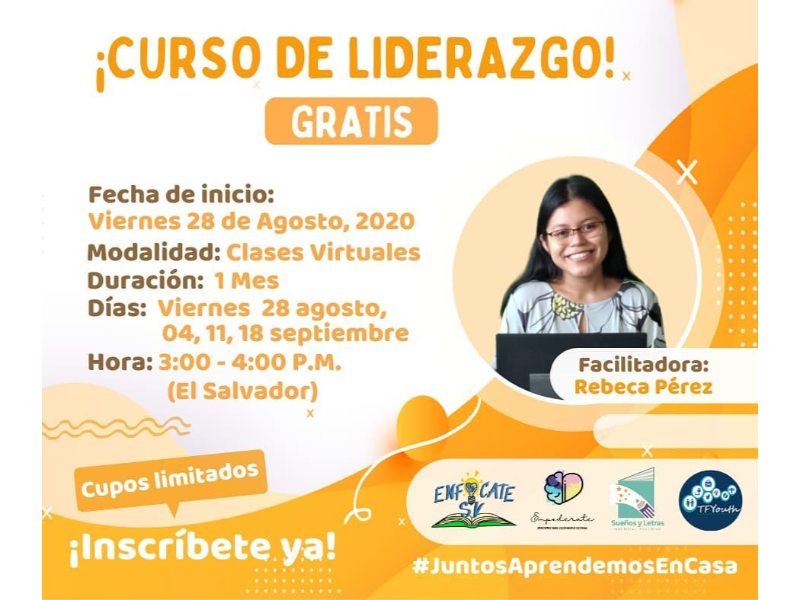 ¡CURSO DE LIDERAZGO!
GRATIS
Fecha de inicio:
Viernes 28 de Agosto, 2020
Modalidad: Clases Virtuales
Duración: 1 Mes
Días: Viernes 28 agosto,
04, 11, 18 septiembre
Hora: 3:00 - 4:00 P.M.
(El Salvador)
Facilitadora:
Rebeca Pérez
Cupos limitados
¡Inscríbete ya!
ENFÓCATE
SV
Empoderate
Sueños y Letras
TFYouth
#JuntosAprendemosEnCasa